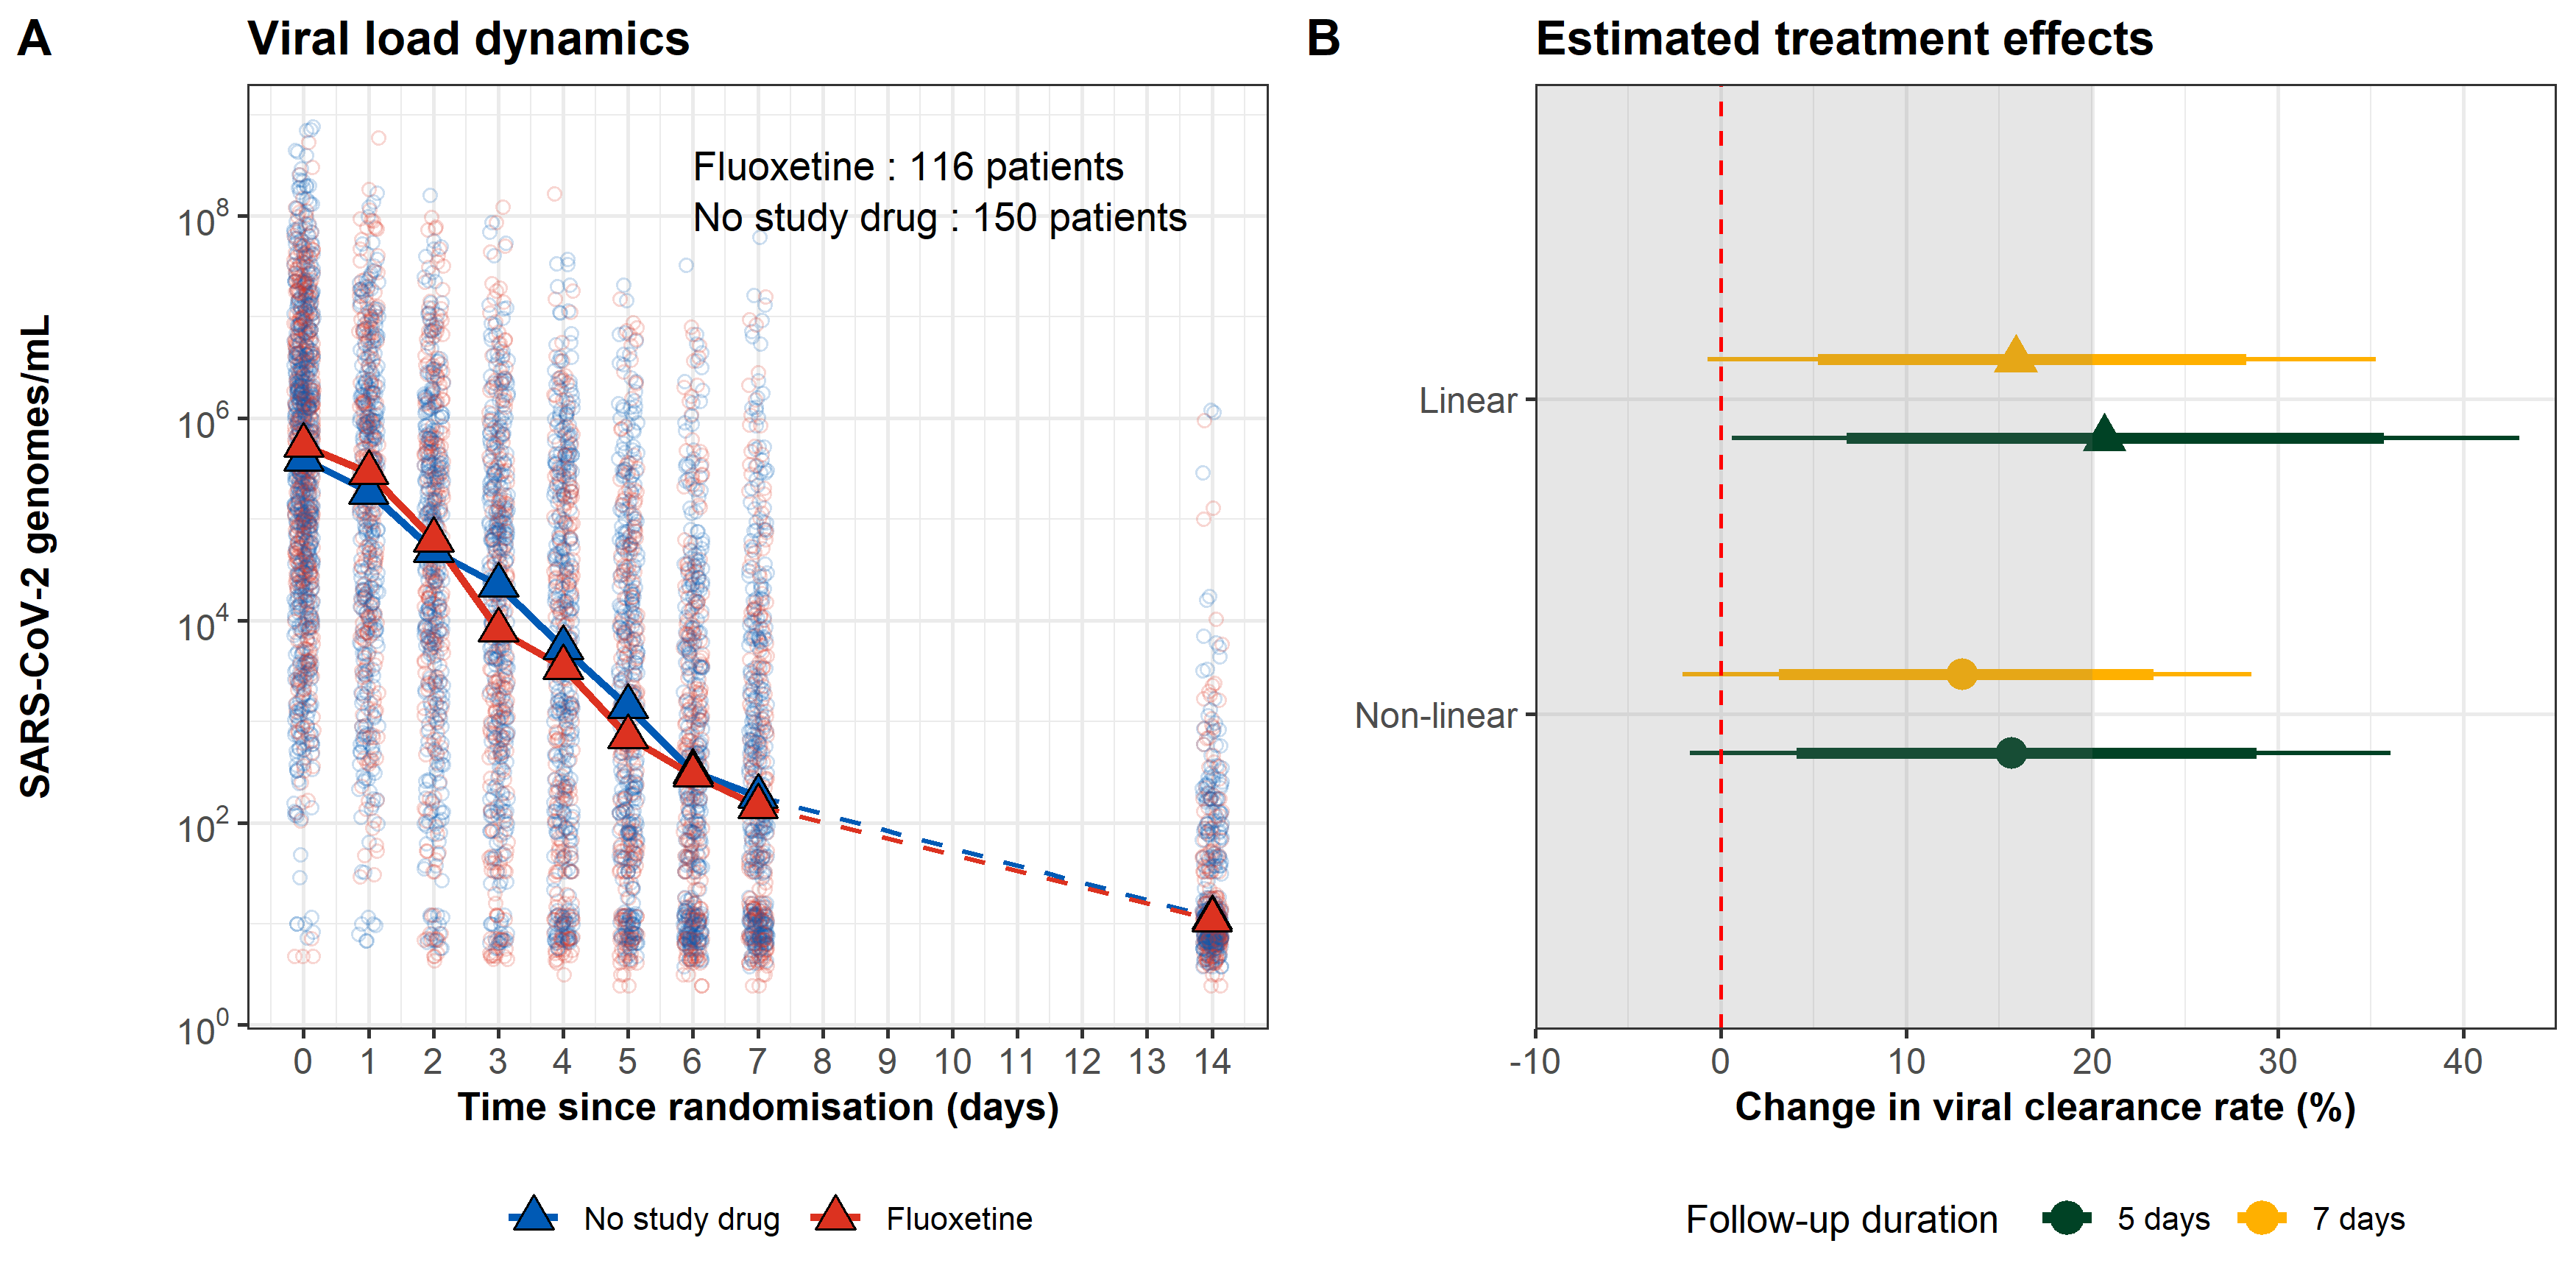 A
Viral load dynamics
Fluoxetine : 116 patients
No study drug : 150 patients
SARS-CoV-2 genomes/mL
10⁸
10⁶
10⁴
10²
10⁰
0 1 2 3 4 5 6 7 8 9 10 11 12 13 14
Time since randomisation (days)
No study drug Fluoxetine
B
Estimated treatment effects
Linear
Non-linear
-10 0 10 20 30 40
Change in viral clearance rate (%)
Follow-up duration 5 days 7 days